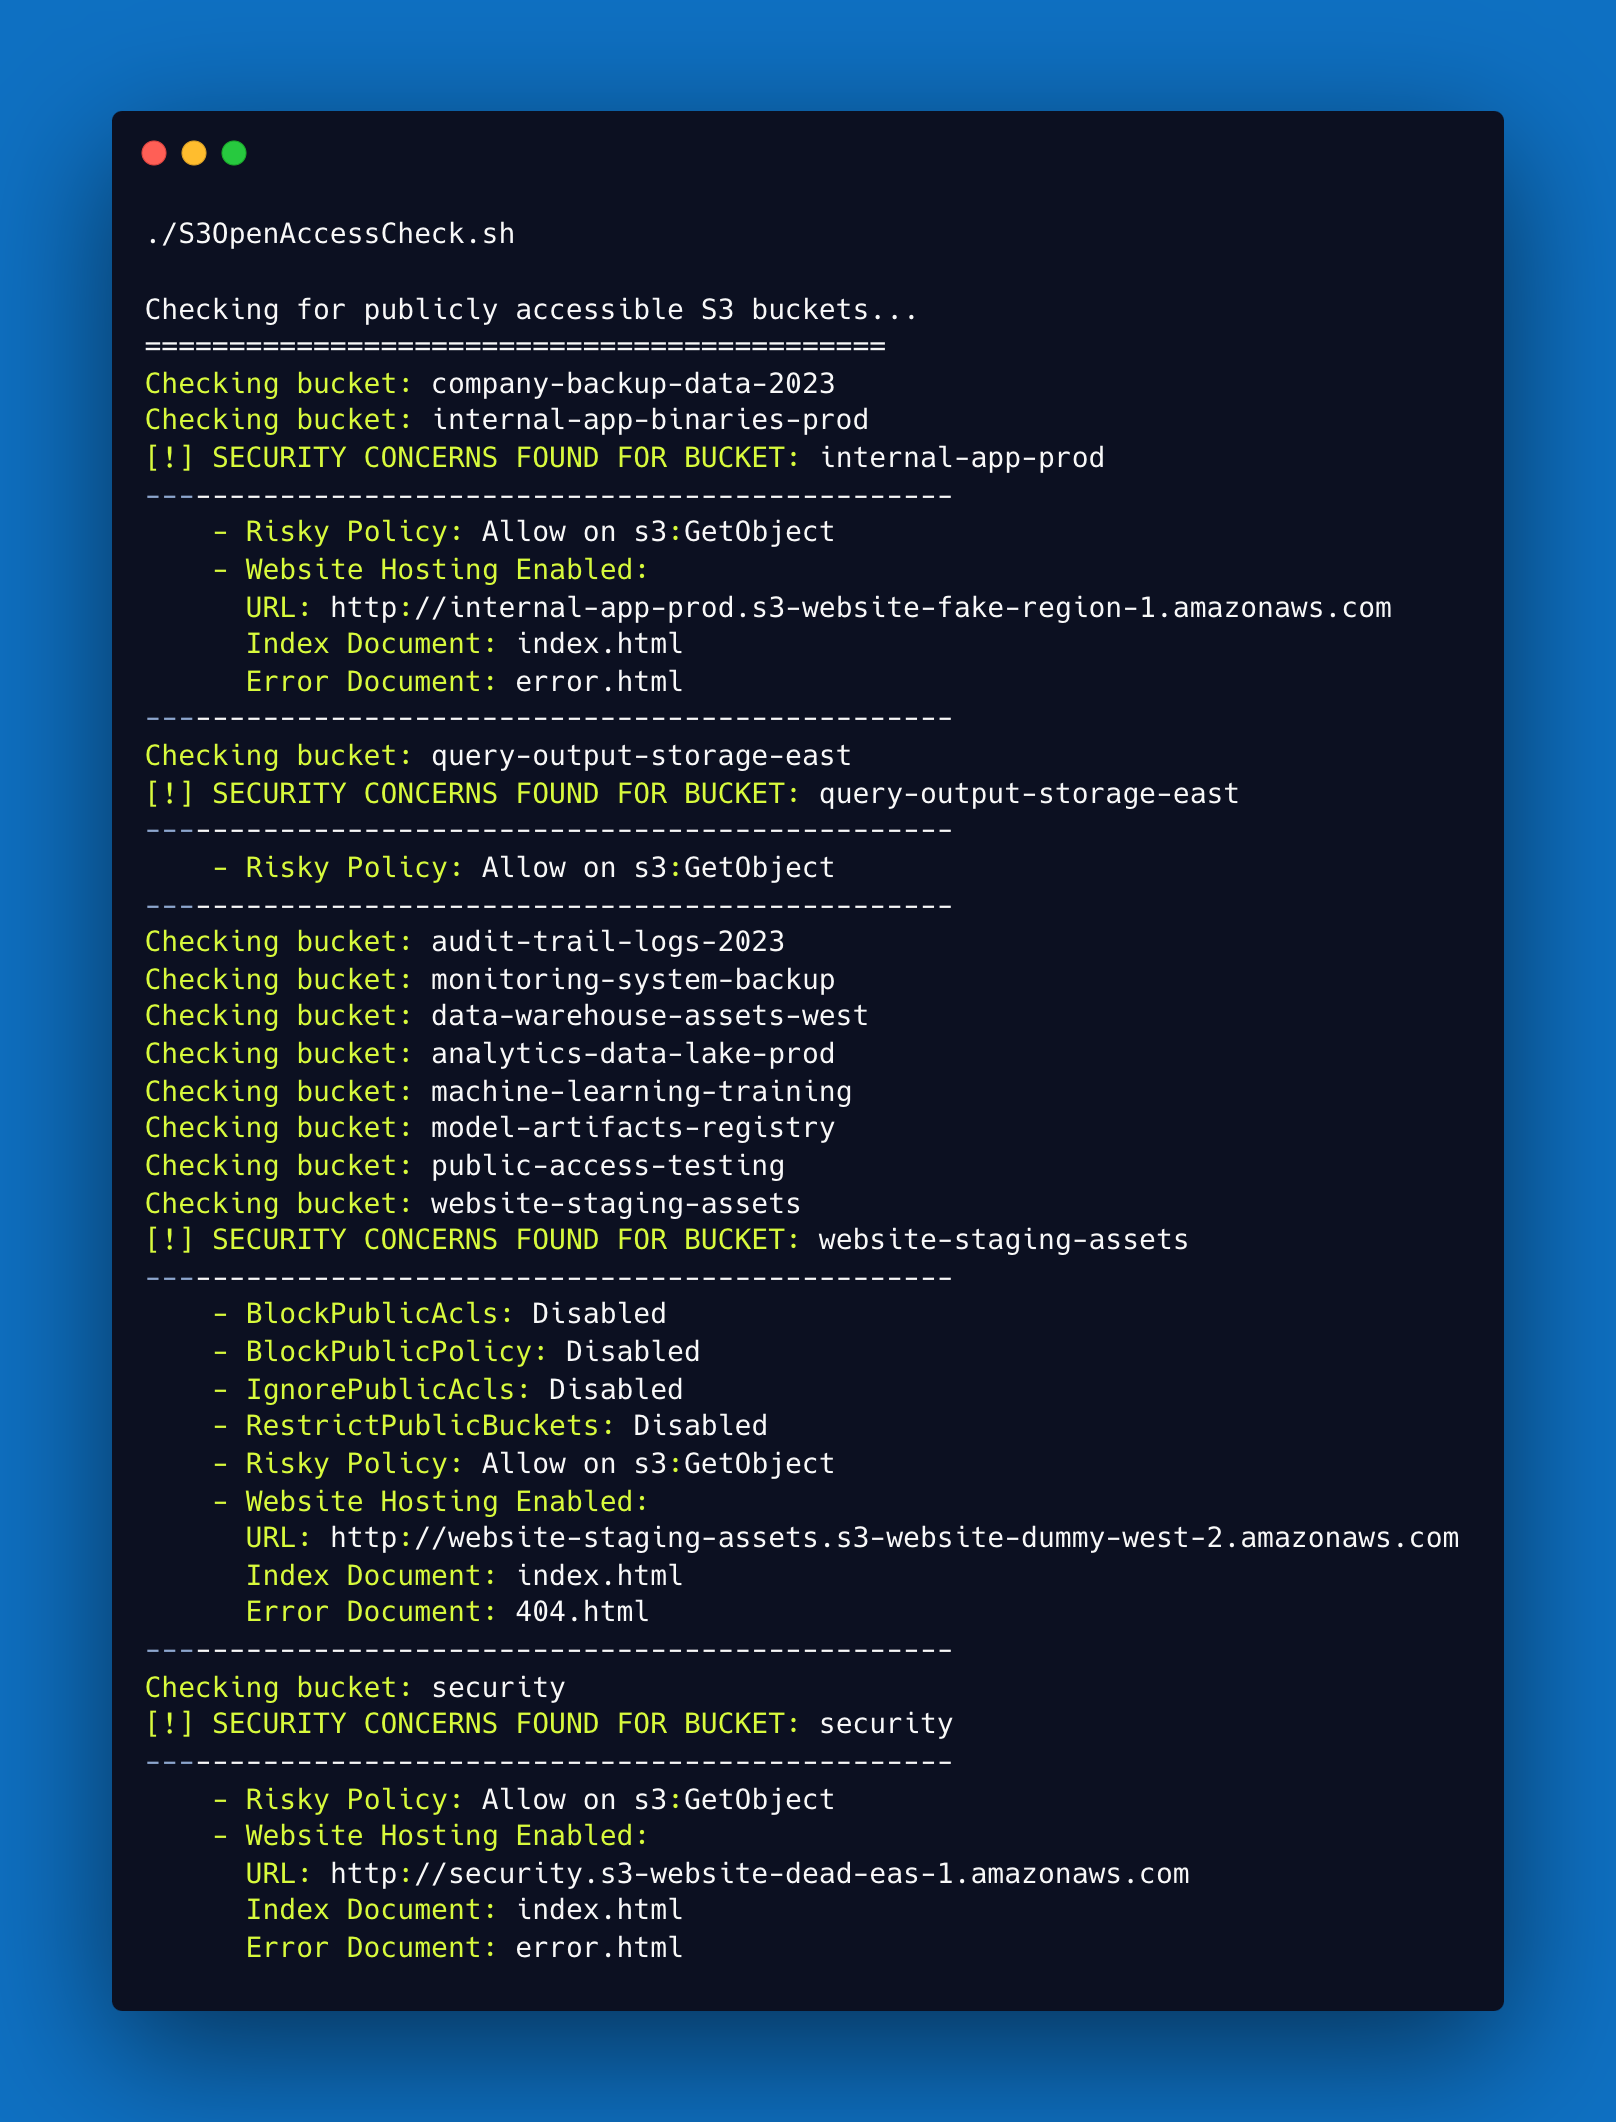 ./S3OpenAccessCheck.sh
Checking for publicly accessible S3 buckets...
============================================
Checking bucket: company-backup-data-2023
Checking bucket: internal-app-binaries-prod
[!] SECURITY CONCERNS FOUND FOR BUCKET: internal-app-prod
------------------------------------------------
- Risky Policy: Allow on s3:GetObject
- Website Hosting Enabled:
URL: http://internal-app-prod.s3-website-fake-region-1.amazonaws.com
Index Document: index.html
Error Document: error.html
------------------------------------------------
Checking bucket: query-output-storage-east
[!] SECURITY CONCERNS FOUND FOR BUCKET: query-output-storage-east
------------------------------------------------
- Risky Policy: Allow on s3:GetObject
------------------------------------------------
Checking bucket: audit-trail-logs-2023
Checking bucket: monitoring-system-backup
Checking bucket: data-warehouse-assets-west
Checking bucket: analytics-data-lake-prod
Checking bucket: machine-learning-training
Checking bucket: model-artifacts-registry
Checking bucket: public-access-testing
Checking bucket: website-staging-assets
[!] SECURITY CONCERNS FOUND FOR BUCKET: website-staging-assets
------------------------------------------------
- BlockPublicAcls: Disabled
- BlockPublicPolicy: Disabled
- IgnorePublicAcls: Disabled
- RestrictPublicBuckets: Disabled
- Risky Policy: Allow on s3:GetObject
- Website Hosting Enabled:
URL: http://website-staging-assets.s3-website-dummy-west-2.amazonaws.com
Index Document: index.html
Error Document: 404.html
------------------------------------------------
Checking bucket: security
[!] SECURITY CONCERNS FOUND FOR BUCKET: security
------------------------------------------------
- Risky Policy: Allow on s3:GetObject
- Website Hosting Enabled:
URL: http://security.s3-website-dead-eas-1.amazonaws.com
Index Document: index.html
Error Document: error.html